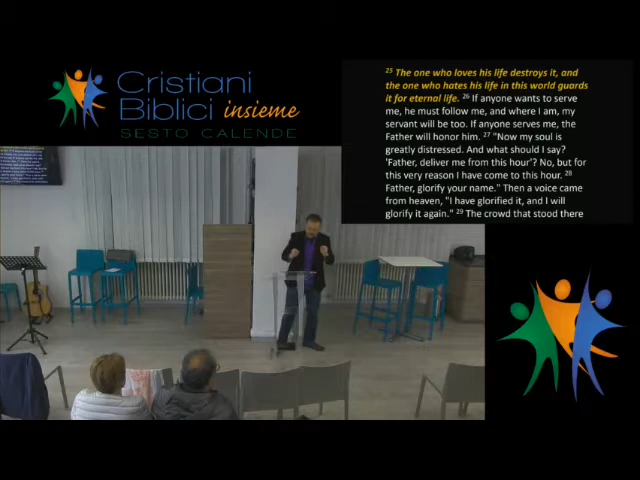 Cristiani
Biblici insieme
SESTO CALENDE
25 The one who loves his life destroys it, and
the one who hates his life in this world guards
it for eternal life. 26 If anyone wants to serve
me, he must follow me, and where I am, my
servant will be too. If anyone serves me, the
Father will honor him. 27 "Now my soul is
greatly distressed. And what should I say?
'Father, deliver me from this hour'? No, but for
this very reason I have come to this hour. 28
Father, glorify your name." Then a voice came
from heaven, "I have glorified it, and I will
glorify it again." 29 The crowd that stood there